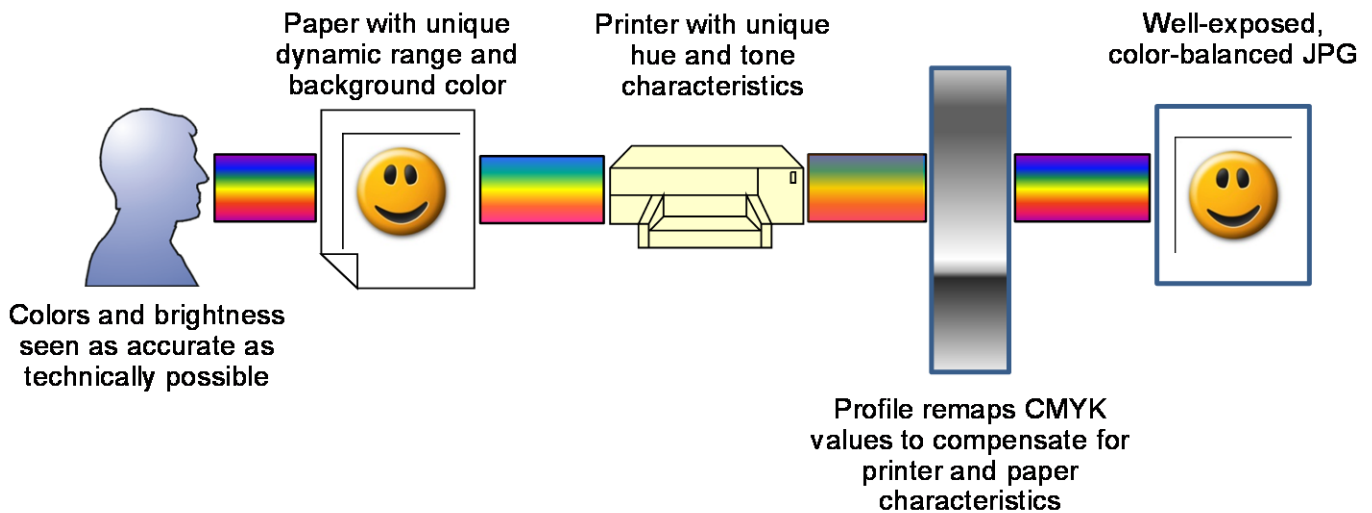 Paper with unique
dynamic range and
background color
Printer with unique
hue and tone
characteristics
Well-exposed,
color-balanced JPG
Colors and brightness
seen as accurate as
technically possible
Profile remaps CMYK
values to compensate for
printer and paper
characteristics